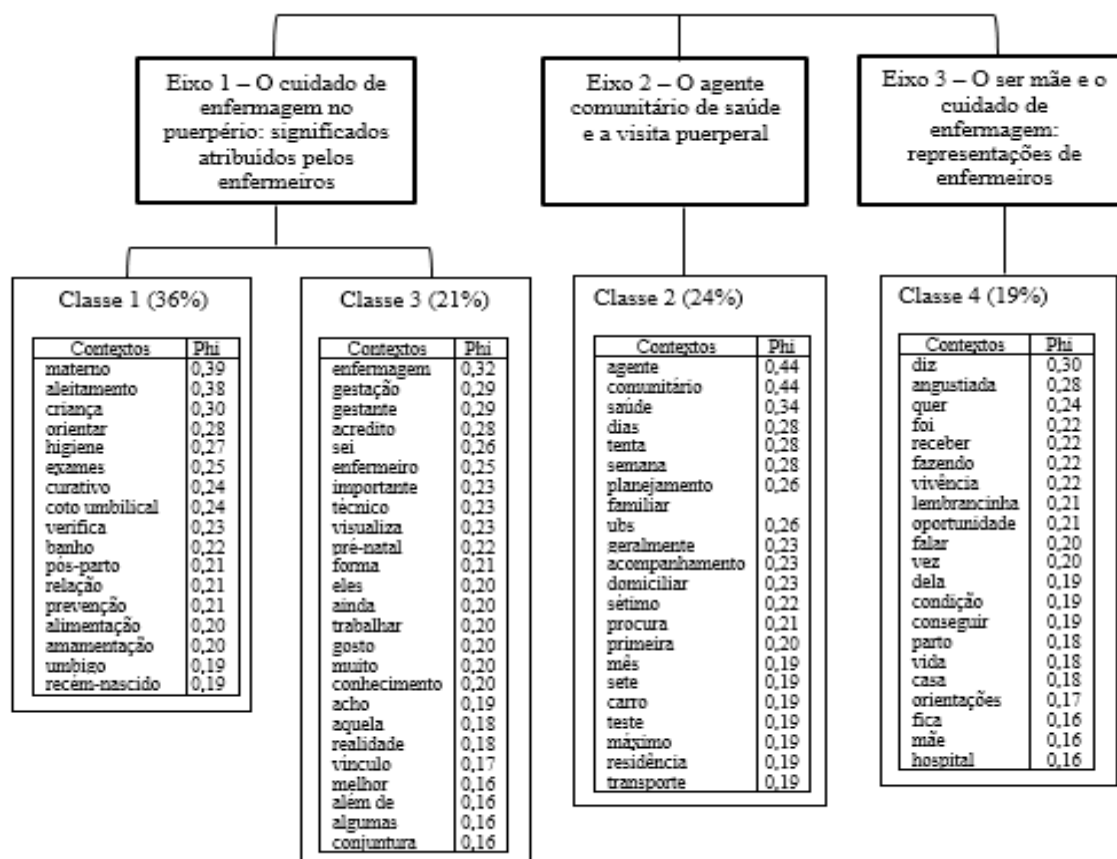 Eixo 1 – O cuidado de
enfermagem no
puerpério: significados
atribuídos pelos
enfermeiros
Eixo 2 – O agente
comunitário de saúde
e a visita puerperal
Eixo 3 – O ser mãe e o
cuidado de
enfermagem:
representações de
enfermeiros
Classe 1 (36%)
Contextos Phi
materno 0,39
aleitamento 0,38
criança 0,30
orientar 0,28
higiene 0,27
exames 0,25
curativo 0,24
coto umbilical 0,24
verifica 0,23
banho 0,22
pós-parto 0,21
relação 0,21
prevenção 0,21
alimentação 0,20
amamentação 0,20
umbigo 0,19
recém-nascido 0,19
Classe 3 (21%)
Contextos Phi
enfermagem 0,32
gestação 0,29
gestante 0,29
acredito 0,28
sei 0,26
enfermeiro 0,25
importante 0,23
técnico 0,23
visualiza 0,23
pré-natal 0,22
forma 0,21
eles 0,20
ainda 0,20
trabalhar 0,20
gosto 0,20
muito 0,20
conhecimento 0,20
acho 0,19
aquela 0,18
realidade 0,18
vínculo 0,17
melhor 0,16
além de 0,16
algumas 0,16
conjuntura 0,16
Classe 2 (24%)
Contextos Phi
agente 0,44
comunitário 0,44
saúde 0,34
dias 0,28
tenta 0,28
semana 0,28
planejamento 0,26
familiar
ubs 0,26
geralmente 0,23
acompanhamento 0,23
domiciliar 0,23
sétimo 0,22
procura 0,21
primeira 0,20
mês 0,19
sete 0,19
carro 0,19
teste 0,19
máximo 0,19
residência 0,19
transporte 0,19
Classe 4 (19%)
Contextos Phi
diz 0,30
angustiada 0,28
quer 0,24
foi 0,22
receber 0,22
fazendo 0,22
vivência 0,22
lembrancinha 0,21
oportunidade 0,21
falar 0,20
vez 0,20
dela 0,19
condição 0,19
conseguir 0,19
parto 0,18
vida 0,18
casa 0,18
orientações 0,17
fica 0,16
mãe 0,16
hospital 0,16